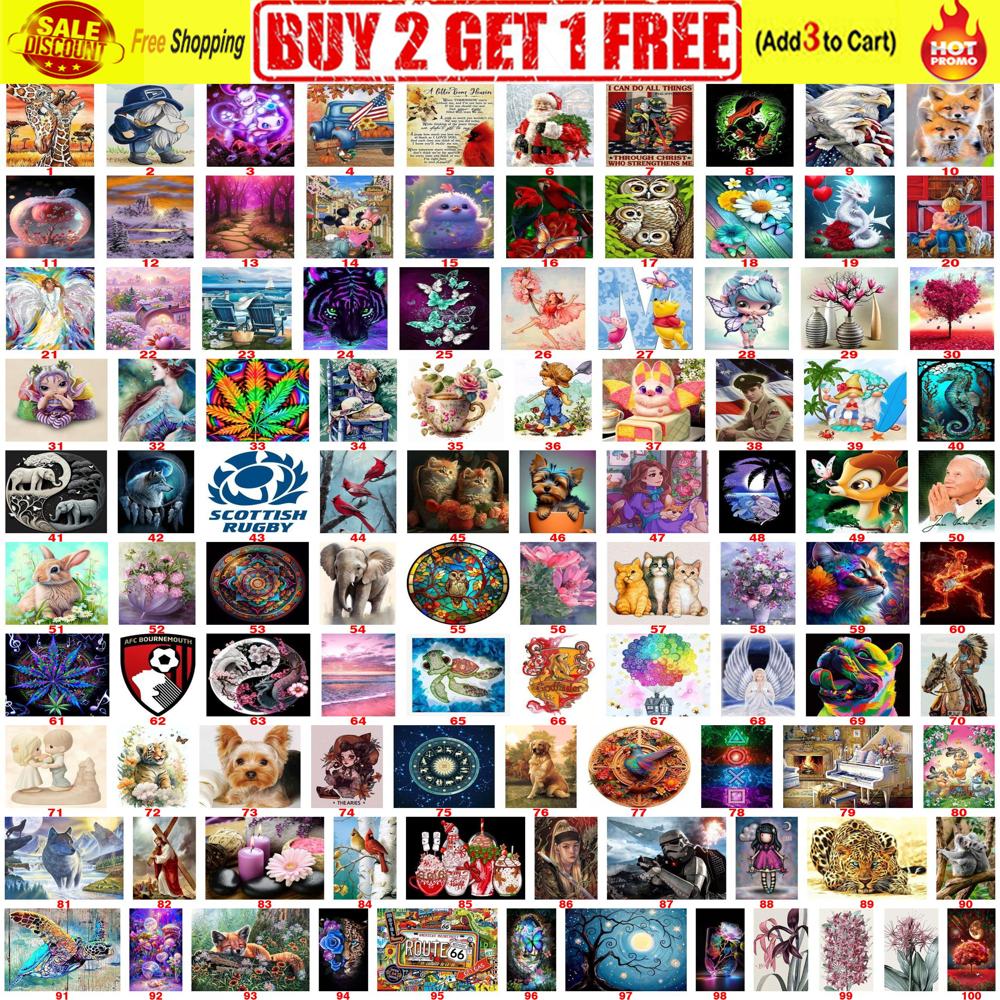 SALE
DISCOUNT
Free Shopping
BUY 2 GET 1 FREE
(Add 3 to Cart)
HOT
PROMO
I CAN DO ALL THINGS
THROUGH CHRIST
WHO STRENGTHENS ME
1 2 3 4 5 6 7 8 9 10
11 12 13 14 15 16 17 18 19 20
21 22 23 24 25 26 27 28 29 30
31 32 33 34 35 36 37 38 39 40
SCOTTISH
RUGBY
41 42 43 44 45 46 47 48 49 50
51 52 53 54 55 56 57 58 59 60
AFC BOURNEMOUTH
Gryffindor
61 62 63 64 65 66 67 68 69 70
THE ARIES
71 72 73 74 75 76 77 78 79 80
81 82 83 84 85 86 87 88 89 90
ROUTE
66
91 92 93 94 95 96 97 98 99 100